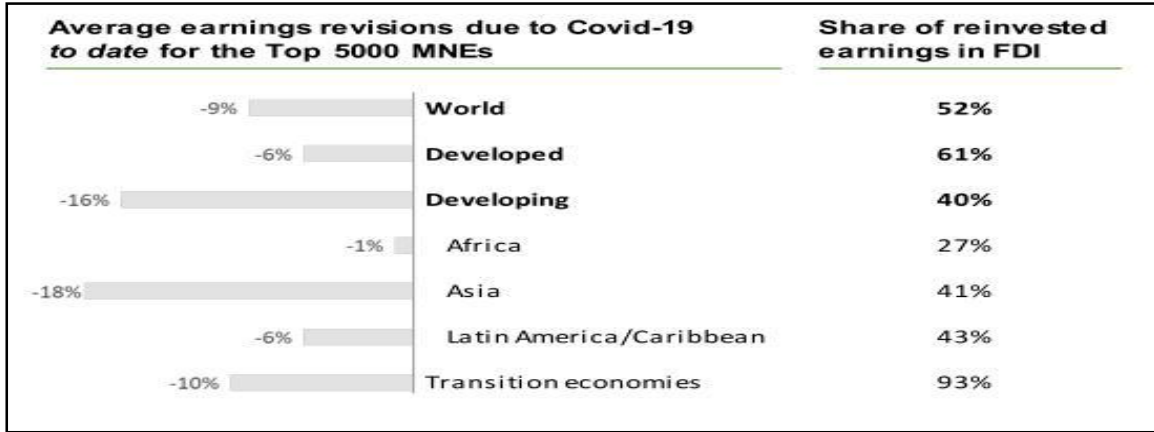 Average earnings revisions due to Covid-19
to date for the Top 5000 MNEs
Share of reinvested
earnings in FDI
-9% World 52%
-6% Developed 61%
-16% Developing 40%
-1% Africa 27%
-18% Asia 41%
-6% Latin America/Caribbean 43%
-10% Transition economies 93%